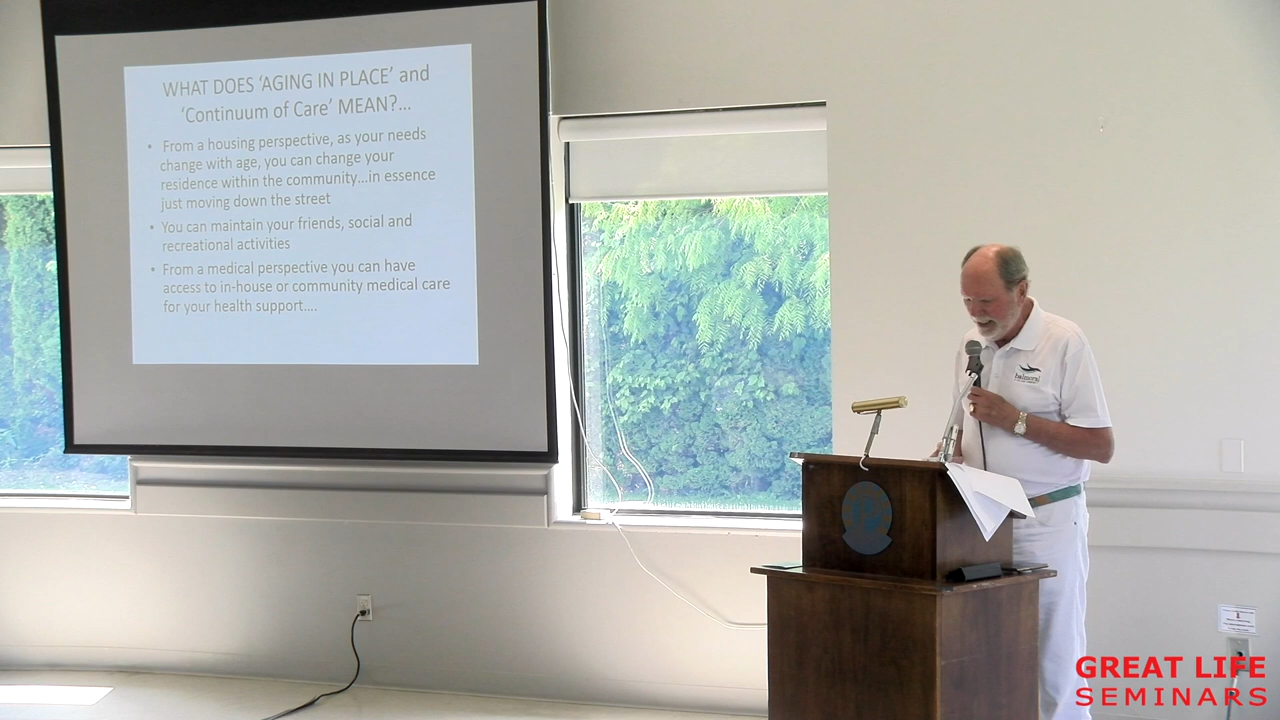 WHAT DOES ‘AGING IN PLACE’ and
‘Continuum of Care’ MEAN?...
• From a housing perspective, as your needs
change with age, you can change your
residence within the community...in essence
just moving down the street
• You can maintain your friends, social and
recreational activities
• From a medical perspective you can have
access to in-house or community medical care
for your health support....
balmoral
GREAT LIFE
SEMINARS